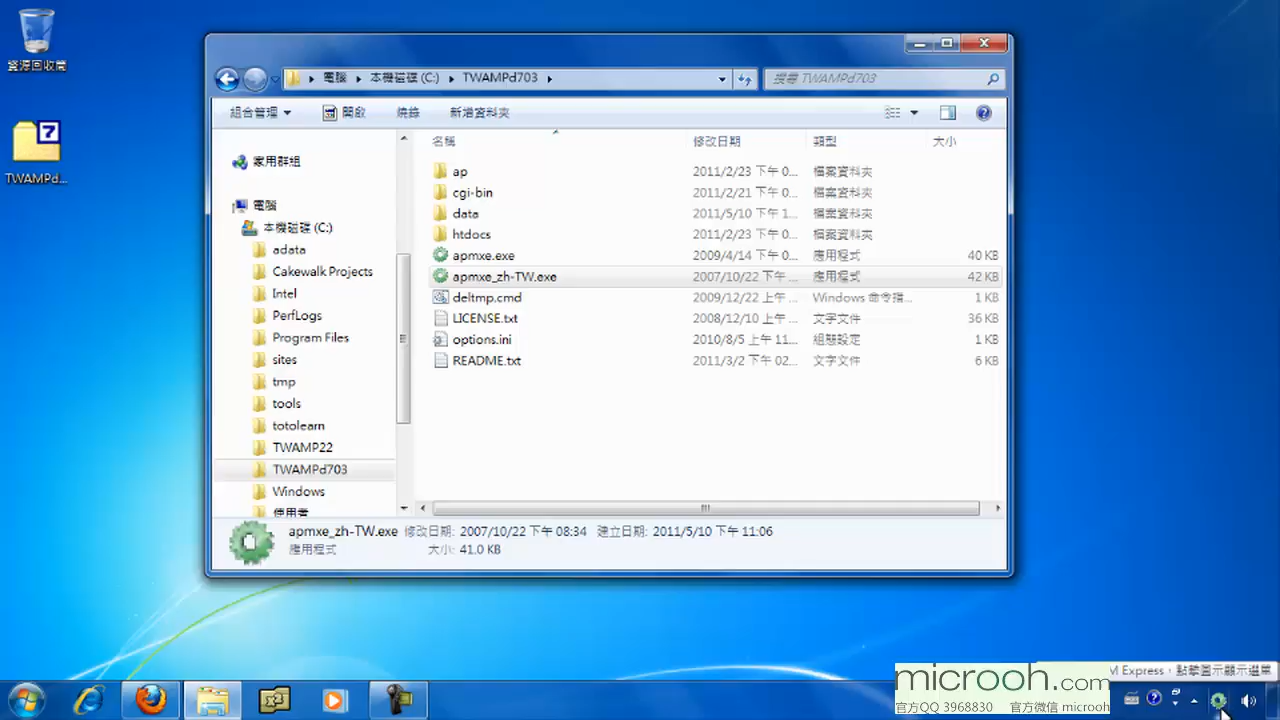 資源回收筒
TWAMPd...
電腦 本機磁碟 (C:) TWAMPd703
搜尋 TWAMPd703
組合管理 開啟 燒錄 新增資料夾
名稱 修改日期 類型 大小
家用群組
電腦
本機磁碟 (C:)
adata
Cakewalk Projects
Intel
PerfLogs
Program Files
sites
tmp
tools
totolearn
TWAMP22
TWAMPd703
Windows
使用者
ap 2011/2/23 下午 0... 檔案資料夾
cgi-bin 2011/2/21 下午 0... 檔案資料夾
data 2011/5/10 下午 1... 檔案資料夾
htdocs 2011/2/23 下午 0... 檔案資料夾
apmxe.exe 2009/4/14 下午 0... 應用程式 40 KB
apmxe_zh-TW.exe 2007/10/22 下午 ... 應用程式 42 KB
deltmp.cmd 2009/12/22 上午 ... Windows 命令指... 1 KB
LICENSE.txt 2008/12/10 上午 ... 文字文件 36 KB
options.ini 2010/8/5 上午 11... 組態設定 1 KB
README.txt 2011/3/2 下午 02... 文字文件 6 KB
apmxe_zh-TW.exe 修改日期: 2007/10/22 下午 08:34 建立日期: 2011/5/10 下午 11:06
應用程式 大小: 41.0 KB
M Express，點擊圖示顯示選單
microoh.com
官方QQ 3968830 官方微信 microoh